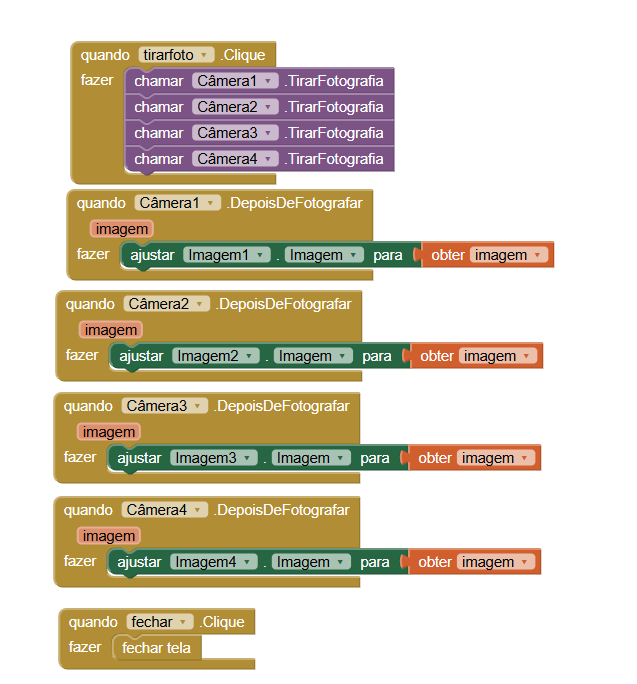 quando tirarfoto .Clique
fazer chamar Câmera1 .TirarFotografia
chamar Câmera2 .TirarFotografia
chamar Câmera3 .TirarFotografia
chamar Câmera4 .TirarFotografia
quando Câmera1 .DepoisDeFotografar
imagem
fazer ajustar Imagem1 . Imagem para obter imagem
quando Câmera2 .DepoisDeFotografar
imagem
fazer ajustar Imagem2 . Imagem para obter imagem
quando Câmera3 .DepoisDeFotografar
imagem
fazer ajustar Imagem3 . Imagem para obter imagem
quando Câmera4 .DepoisDeFotografar
imagem
fazer ajustar Imagem4 . Imagem para obter imagem
quando fechar .Clique
fazer fechar tela